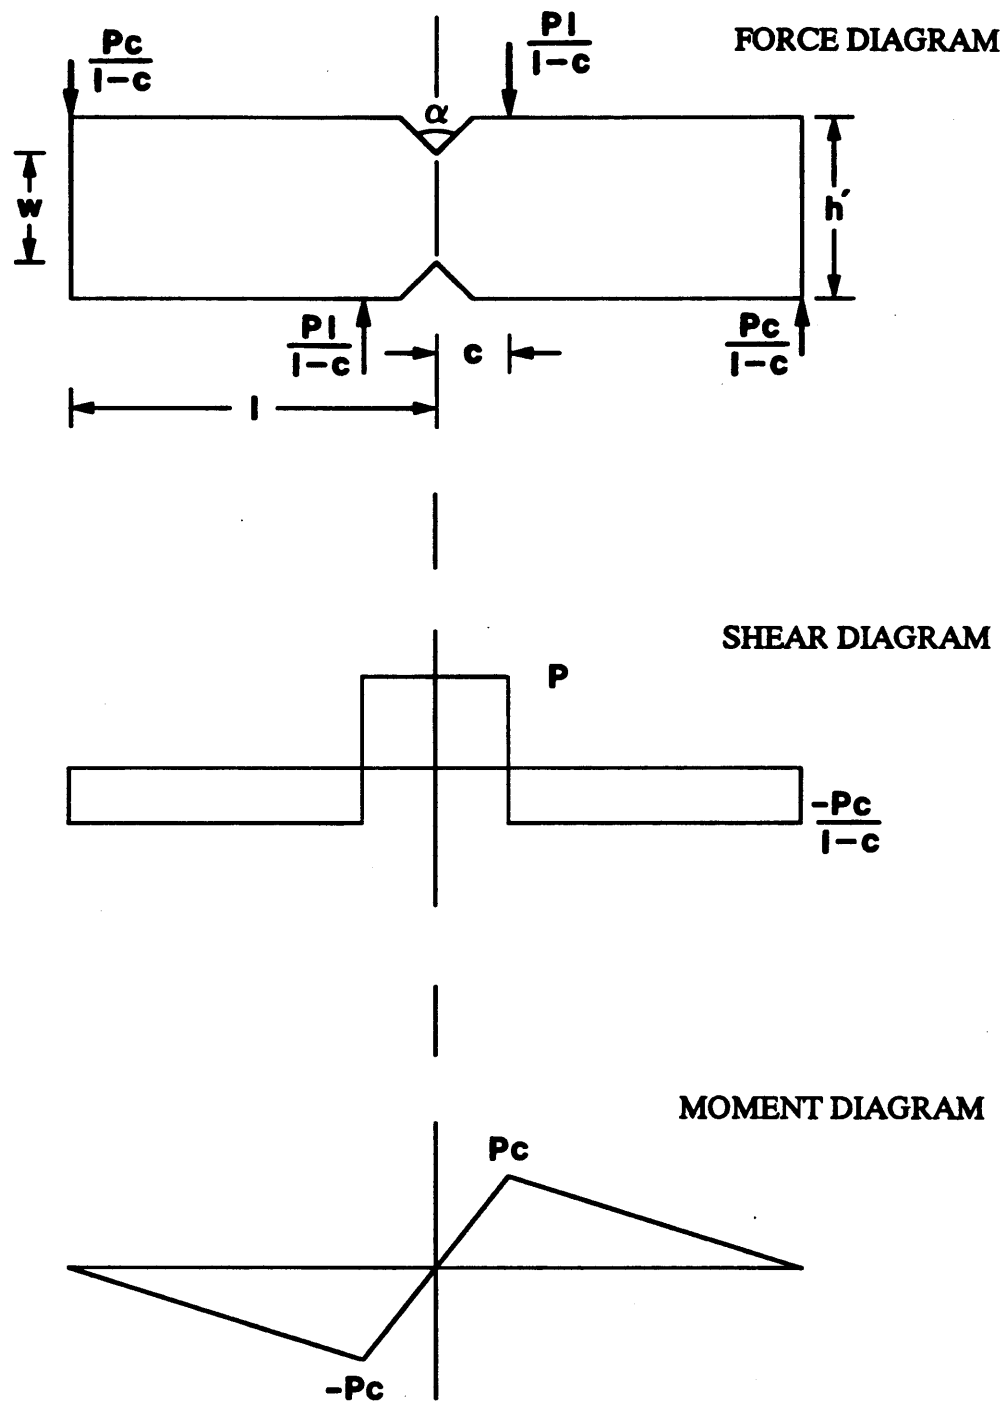 FORCE DIAGRAM
Pc
l-c
Pl
l-c
α
w
h′
Pl
l-c
c
Pc
l-c
l
SHEAR DIAGRAM
P
-Pc
l-c
MOMENT DIAGRAM
Pc
-Pc